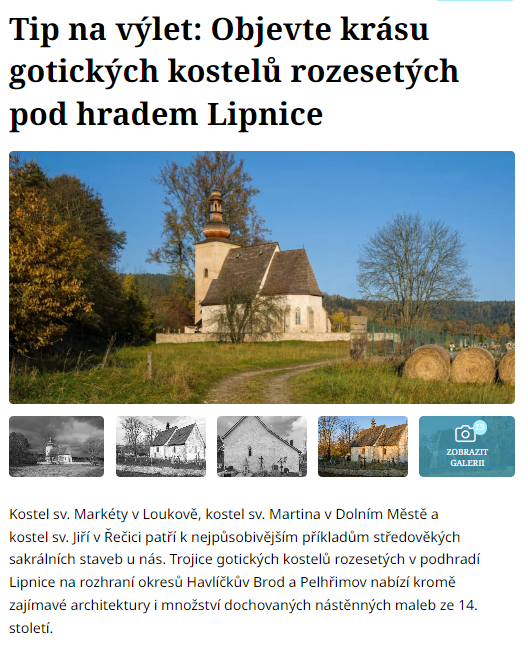 Tip na výlet: Objevte krásu
gotických kostelů rozesetých
pod hradem Lipnice
73
ZOBRAZIT
GALERII
Kostel sv. Markéty v Loukově, kostel sv. Martina v Dolním Městě a
kostel sv. Jiří v Řečici patří k nejpůsobivějším příkladům středověkých
sakrálních staveb u nás. Trojice gotických kostelů rozesetých v podhradí
Lipnice na rozhraní okresů Havlíčkův Brod a Pelhřimov nabízí kromě
zajímavé architektury i množství dochovaných nástěnných maleb ze 14.
století.